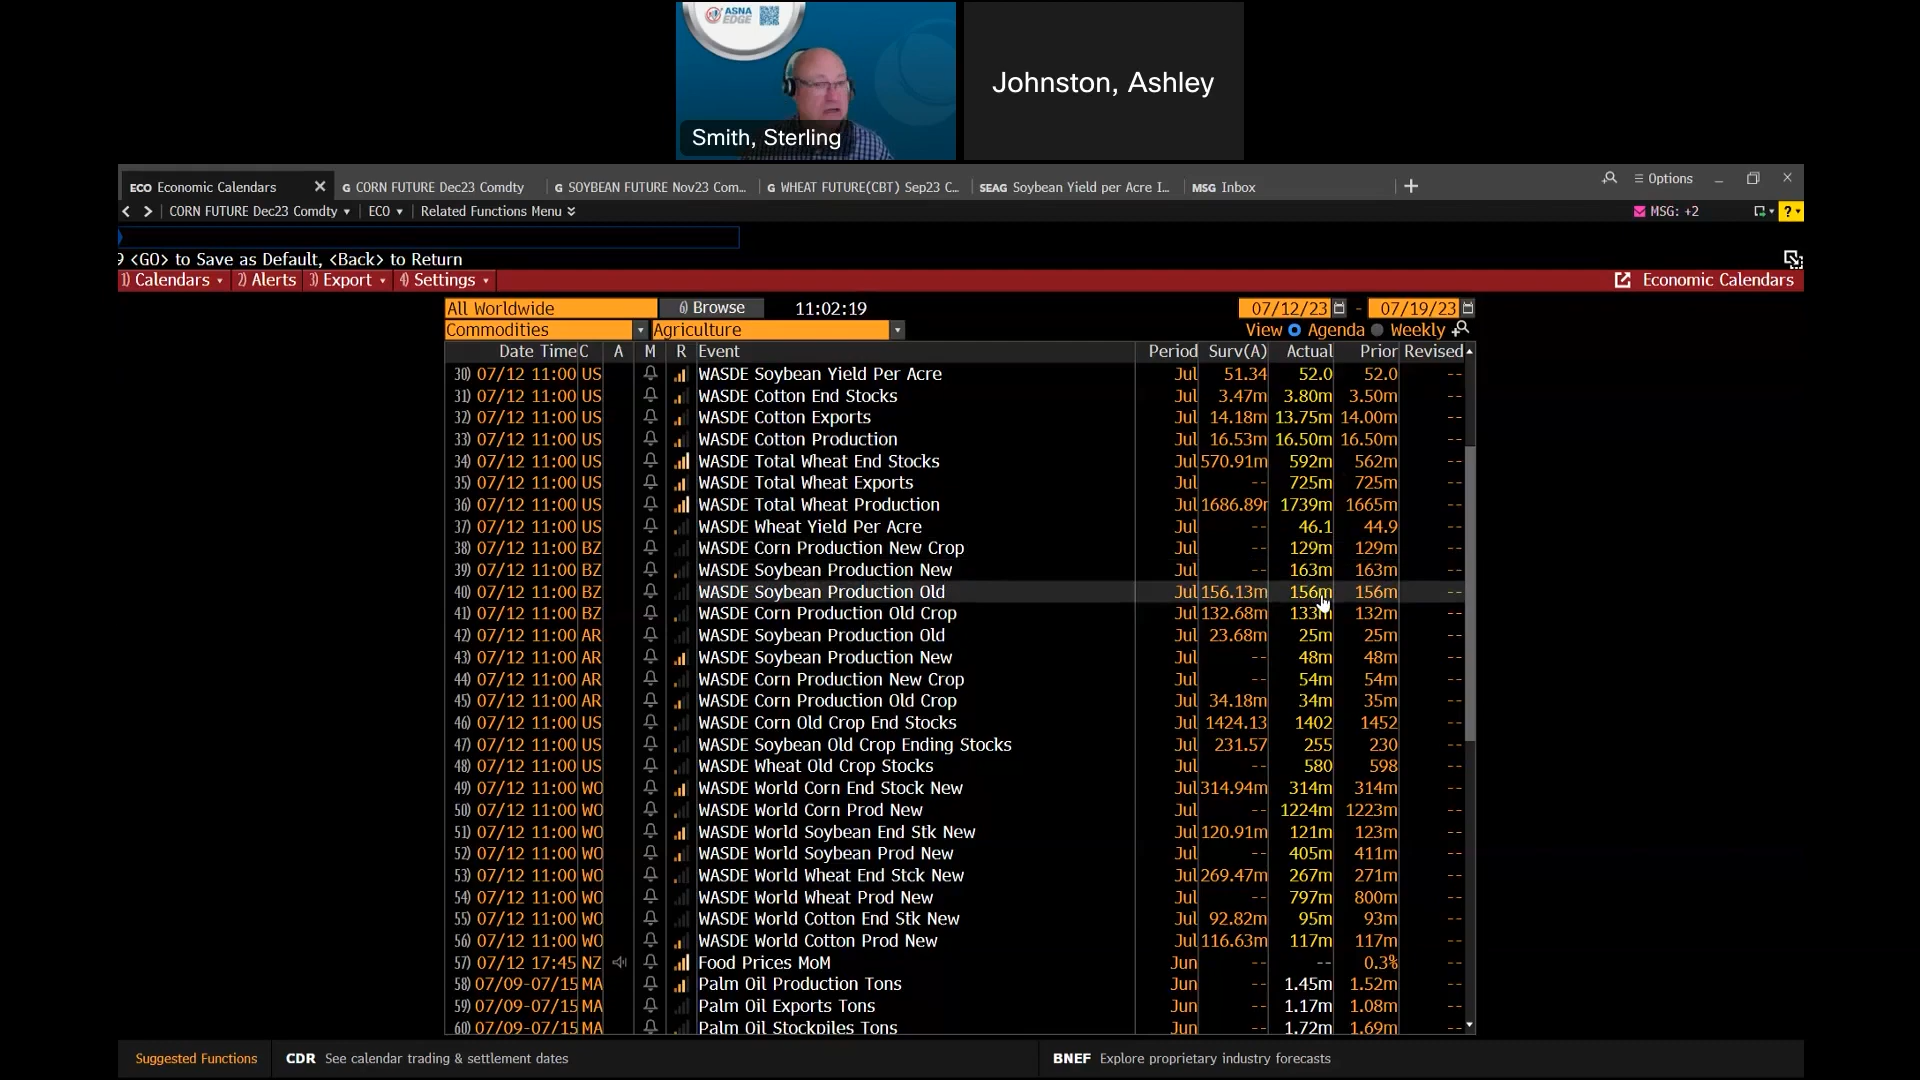 ASNA
EDGE
Smith, Sterling
Johnston, Ashley
ECO Economic Calendars
G CORN FUTURE Dec23 Comdty
G SOYBEAN FUTURE Nov23 Com...
G WHEAT FUTURE(CBT) Sep23 C...
SEAG Soybean Yield per Acre I...
MSG Inbox
Options
CORN FUTURE Dec23 Comdty ECO Related Functions Menu MSG: +2 ?
9 <GO> to Save as Default, <Back> to Return
1) Calendars 2) Alerts 3) Export 4) Settings Economic Calendars
All Worldwide 6) Browse 11:02:19 07/12/23 - 07/19/23
Commodities Agriculture View Agenda Weekly
Date Time C A M R Event Period Surv(A) Actual Prior Revised
30) 07/12 11:00 US WASDE Soybean Yield Per Acre Jul 51.34 52.0 52.0 --
31) 07/12 11:00 US WASDE Cotton End Stocks Jul 3.47m 3.80m 3.50m --
32) 07/12 11:00 US WASDE Cotton Exports Jul 14.18m 13.75m 14.00m --
33) 07/12 11:00 US WASDE Cotton Production Jul 16.53m 16.50m 16.50m --
34) 07/12 11:00 US WASDE Total Wheat End Stocks Jul 570.91m 592m 562m --
35) 07/12 11:00 US WASDE Total Wheat Exports Jul -- 725m 725m --
36) 07/12 11:00 US WASDE Total Wheat Production Jul 1686.89m 1739m 1665m --
37) 07/12 11:00 US WASDE Wheat Yield Per Acre Jul -- 46.1 44.9 --
38) 07/12 11:00 BZ WASDE Corn Production New Crop Jul -- 129m 129m --
39) 07/12 11:00 BZ WASDE Soybean Production New Jul -- 163m 163m --
40) 07/12 11:00 BZ WASDE Soybean Production Old Jul 156.13m 156m 156m --
41) 07/12 11:00 BZ WASDE Corn Production Old Crop Jul 132.68m 133m 132m --
42) 07/12 11:00 AR WASDE Soybean Production Old Jul 23.68m 25m 25m --
43) 07/12 11:00 AR WASDE Soybean Production New Jul -- 48m 48m --
44) 07/12 11:00 AR WASDE Corn Production New Crop Jul -- 54m 54m --
45) 07/12 11:00 AR WASDE Corn Production Old Crop Jul 34.18m 34m 35m --
46) 07/12 11:00 US WASDE Corn Old Crop End Stocks Jul 1424.13 1402 1452 --
47) 07/12 11:00 US WASDE Soybean Old Crop Ending Stocks Jul 231.57 255 230 --
48) 07/12 11:00 US WASDE Wheat Old Crop Stocks Jul -- 580 598 --
49) 07/12 11:00 WO WASDE World Corn End Stock New Jul 314.94m 314m 314m --
50) 07/12 11:00 WO WASDE World Corn Prod New Jul -- 1224m 1223m --
51) 07/12 11:00 WO WASDE World Soybean End Stk New Jul 120.91m 121m 123m --
52) 07/12 11:00 WO WASDE World Soybean Prod New Jul -- 405m 411m --
53) 07/12 11:00 WO WASDE World Wheat End Stck New Jul 269.47m 267m 271m --
54) 07/12 11:00 WO WASDE World Wheat Prod New Jul -- 797m 800m --
55) 07/12 11:00 WO WASDE World Cotton End Stk New Jul 92.82m 95m 93m --
56) 07/12 11:00 WO WASDE World Cotton Prod New Jul 116.63m 117m 117m --
57) 07/12 17:45 NZ Food Prices MoM Jun -- -- 0.3% --
58) 07/09-07/15 MA Palm Oil Production Tons Jun -- 1.45m 1.52m --
59) 07/09-07/15 MA Palm Oil Exports Tons Jun -- 1.17m 1.08m --
60) 07/09-07/15 MA Palm Oil Stockpiles Tons Jun -- 1.72m 1.69m --
Suggested Functions CDR See calendar trading & settlement dates BNEF Explore proprietary industry forecasts